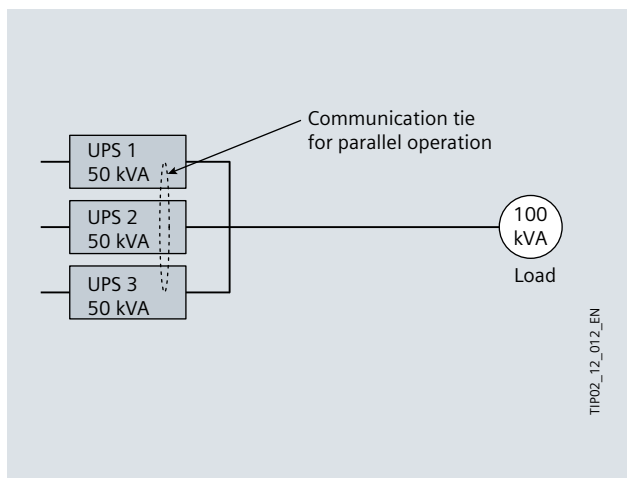 Communication tie
for parallel operation
UPS 1
50 kVA
UPS 2
50 kVA
UPS 3
50 kVA
100
kVA
Load
TIP02_12_012_EN